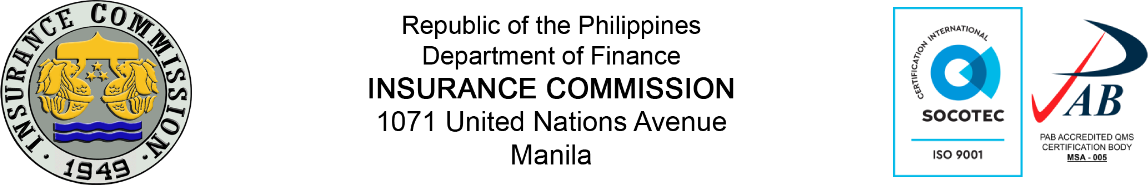 INSURANCE COMMISSION
1949
Republic of the Philippines
Department of Finance
INSURANCE COMMISSION
1071 United Nations Avenue
Manila
CERTIFICATION INTERNATIONAL
SOCOTEC
ISO 9001
PAB
PAB ACCREDITED QMS
CERTIFICATION BODY
MSA - 005